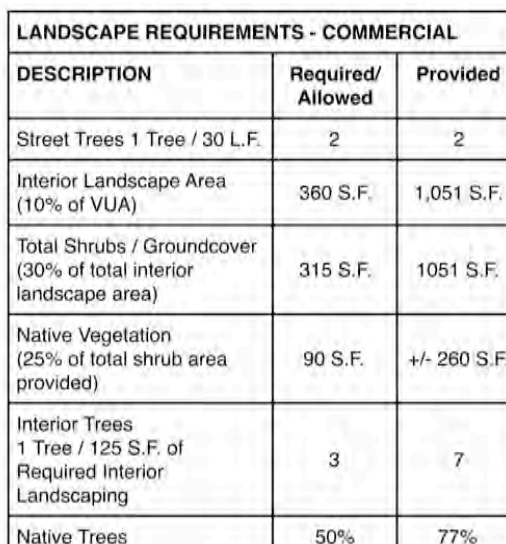 LANDSCAPE REQUIREMENTS - COMMERCIAL
DESCRIPTION Required/ Allowed Provided
Street Trees 1 Tree / 30 L.F. 2 2
Interior Landscape Area
(10% of VUA) 360 S.F. 1,051 S.F.
Total Shrubs / Groundcover
(30% of total interior
landscape area) 315 S.F. 1051 S.F.
Native Vegetation
(25% of total shrub area
provided) 90 S.F. +/- 260 S.F
Interior Trees
1 Tree / 125 S.F. of
Required Interior
Landscaping 3 7
Native Trees 50% 77%